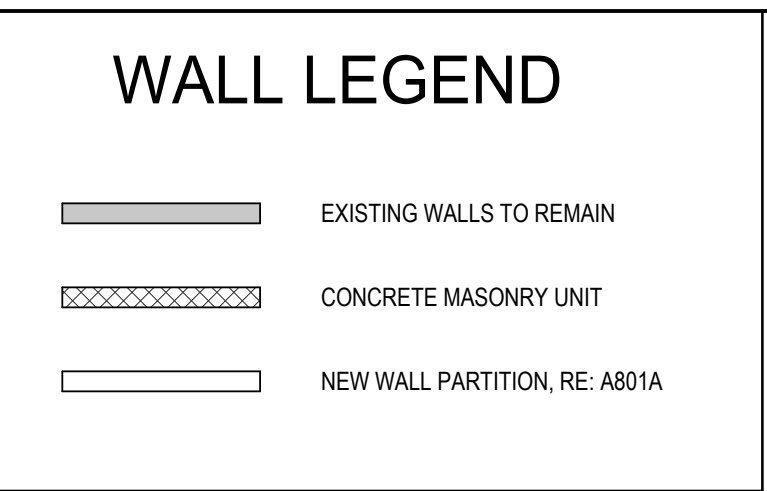 WALL LEGEND
EXISTING WALLS TO REMAIN
CONCRETE MASONRY UNIT
NEW WALL PARTITION, RE: A801A